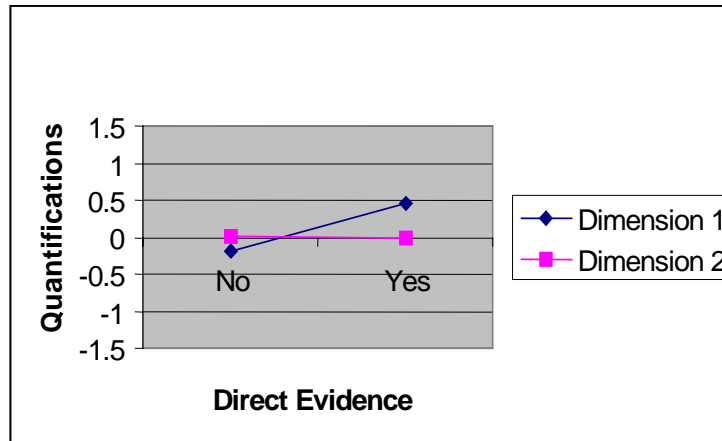 Quantifications
1.5
1
0.5
0
-0.5
-1
-1.5
No
Yes
Direct Evidence
Dimension 1
Dimension 2